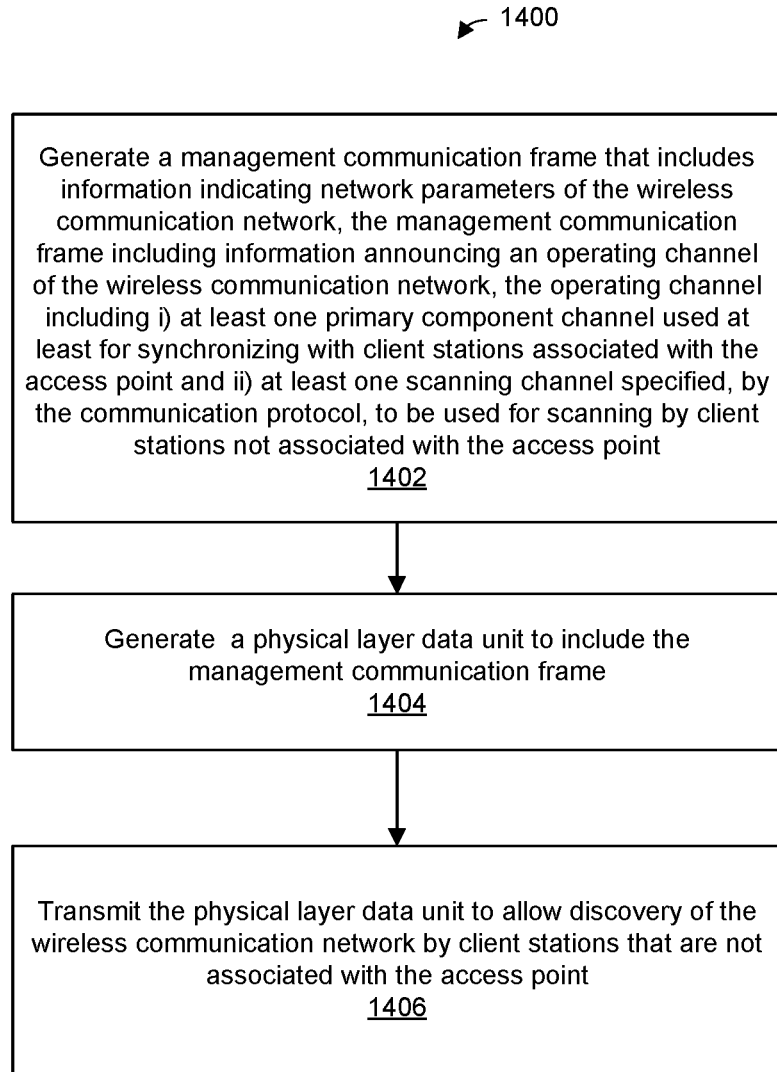 1400
Generate a management communication frame that includes
information indicating network parameters of the wireless
communication network, the management communication
frame including information announcing an operating channel
of the wireless communication network, the operating channel
including i) at least one primary component channel used at
least for synchronizing with client stations associated with the
access point and ii) at least one scanning channel specified, by
the communication protocol, to be used for scanning by client
stations not associated with the access point
1402
Generate a physical layer data unit to include the
management communication frame
1404
Transmit the physical layer data unit to allow discovery of the
wireless communication network by client stations that are not
associated with the access point
1406